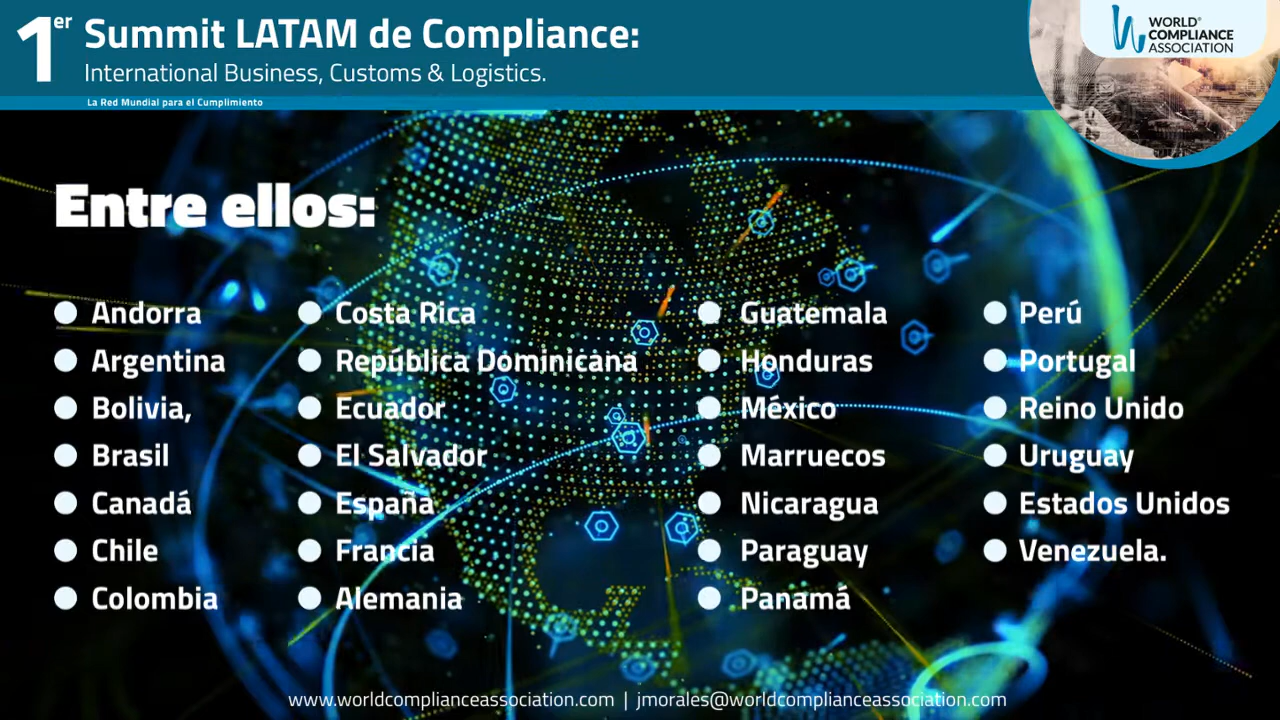 1er
Summit LATAM de Compliance:
International Business, Customs & Logistics.
La Red Mundial para el Cumplimiento
WORLD®
COMPLIANCE
ASSOCIATION
Entre ellos:
Andorra
Argentina
Bolivia,
Brasil
Canadá
Chile
Colombia
Costa Rica
República Dominicana
Ecuador
El Salvador
España
Francia
Alemania
Guatemala
Honduras
México
Marruecos
Nicaragua
Paraguay
Panamá
Perú
Portugal
Reino Unido
Uruguay
Estados Unidos
Venezuela.
www.worldcomplianceassociation.com | jmorales@worldcomplianceassociation.com